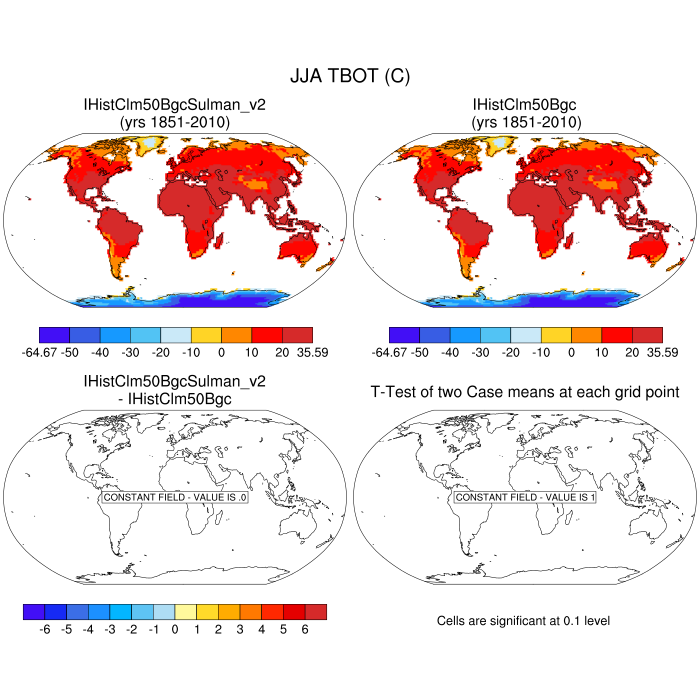 JJA TBOT (C)
IHistClm50BgcSulman_v2
(yrs 1851-2010)
IHistClm50Bgc
(yrs 1851-2010)
-64.67 -50 -40 -30 -20 -10 0 10 20 35.59
-64.67 -50 -40 -30 -20 -10 0 10 20 35.59
IHistClm50BgcSulman_v2
- IHistClm50Bgc
T-Test of two Case means at each grid point
CONSTANT FIELD - VALUE IS .0
CONSTANT FIELD - VALUE IS 1
-6 -5 -4 -3 -2 -1 0 1 2 3 4 5 6
Cells are significant at 0.1 level